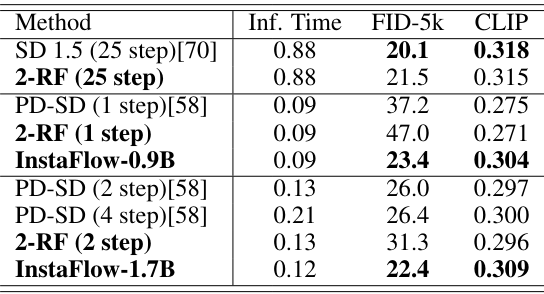 Method Inf. Time FID-5k CLIP
SD 1.5 (25 step)[70] 0.88 20.1 0.318
2-RF (25 step) 0.88 21.5 0.315
PD-SD (1 step)[58] 0.09 37.2 0.275
2-RF (1 step) 0.09 47.0 0.271
InstaFlow-0.9B 0.09 23.4 0.304
PD-SD (2 step)[58] 0.13 26.0 0.297
PD-SD (4 step)[58] 0.21 26.4 0.300
2-RF (2 step) 0.13 31.3 0.296
InstaFlow-1.7B 0.12 22.4 0.309